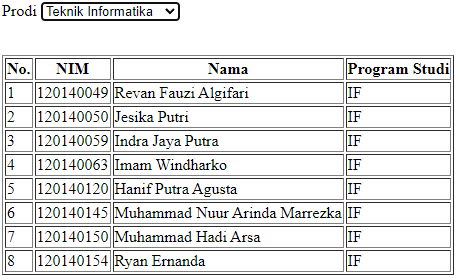 Prodi Teknik Informatika
No. NIM Nama Program Studi
1 120140049 Revan Fauzi Algifari IF
2 120140050 Jesika Putri IF
3 120140059 Indra Jaya Putra IF
4 120140063 Imam Windharko IF
5 120140120 Hanif Putra Agusta IF
6 120140145 Muhammad Nuur Arinda Marrezka IF
7 120140150 Muhammad Hadi Arsa IF
8 120140154 Ryan Ernanda IF